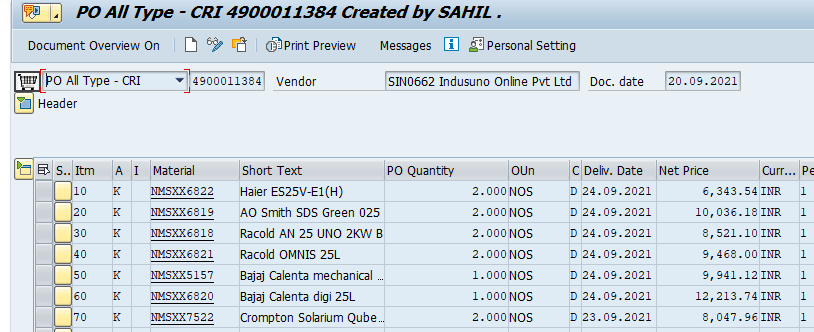 PO All Type - CRI 4900011384 Created by SAHIL .
Document Overview On Print Preview Messages Personal Setting
PO All Type - CRI 4900011384 Vendor SIN0662 Indusuno Online Pvt Ltd Doc. date 20.09.2021
Header
S.. Itm A I Material Short Text PO Quantity OUn C Deliv. Date Net Price Curr... Pe
10 K NMSXX6822 Haier ES25V-E1(H) 2.000 NOS D 24.09.2021 6,343.54 INR 1
20 K NMSXX6819 AO Smith SDS Green 025 2.000 NOS D 24.09.2021 10,036.18 INR 1
30 K NMSXX6818 Racold AN 25 UNO 2KW B 2.000 NOS D 24.09.2021 8,521.10 INR 1
40 K NMSXX6821 Racold OMNIS 25L 2.000 NOS D 24.09.2021 9,468.00 INR 1
50 K NMSXX5157 Bajaj Calenta mechanical ... 1.000 NOS D 24.09.2021 9,941.12 INR 1
60 K NMSXX6820 Bajaj Calenta digi 25L 1.000 NOS D 24.09.2021 12,213.74 INR 1
70 K NMSXX7522 Crompton Solarium Qube... 2.000 NOS D 23.09.2021 8,047.96 INR 1